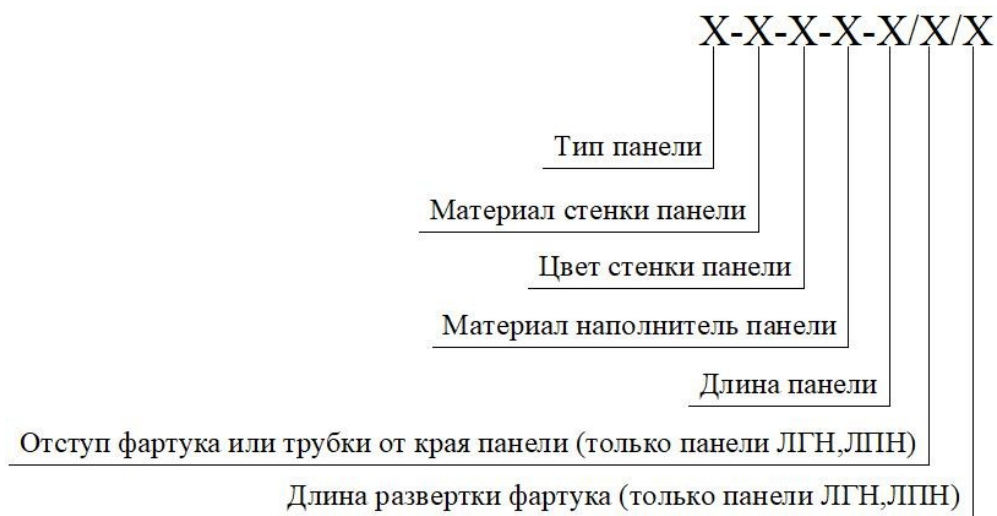 Х-Х-Х-Х-Х/Х/Х
Тип панели
Материал стенки панели
Цвет стенки панели
Материал наполнитель панели
Длина панели
Отступ фартука или трубки от края панели (только панели ЛГН,ЛПН)
Длина развертки фартука (только панели ЛГН,ЛПН)